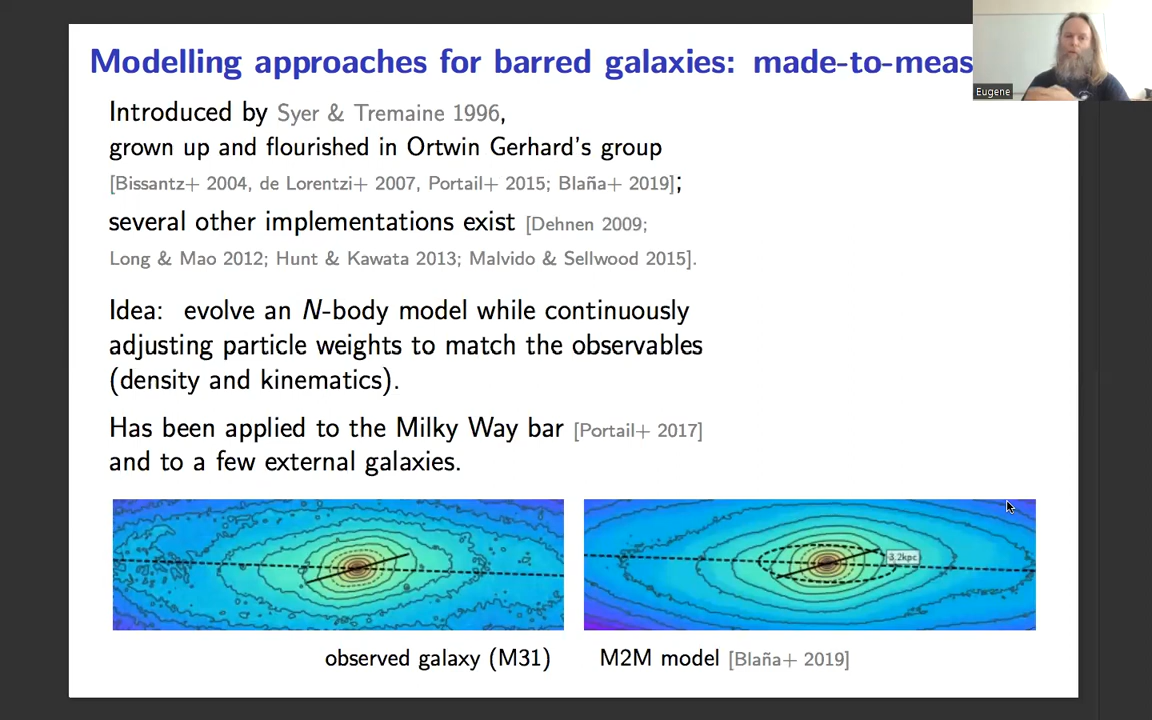 Modelling approaches for barred galaxies: made-to-meas
Eugene
Introduced by Syer & Tremaine 1996,
grown up and flourished in Ortwin Gerhard's group
[Bissantz+ 2004, de Lorentzi+ 2007, Portail+ 2015; Blaña+ 2019];
several other implementations exist [Dehnen 2009;
Long & Mao 2012; Hunt & Kawata 2013; Malvido & Sellwood 2015].
Idea: evolve an N-body model while continuously
adjusting particle weights to match the observables
(density and kinematics).
Has been applied to the Milky Way bar [Portail+ 2017]
and to a few external galaxies.
3.2kpc
observed galaxy (M31)
M2M model [Blaña+ 2019]